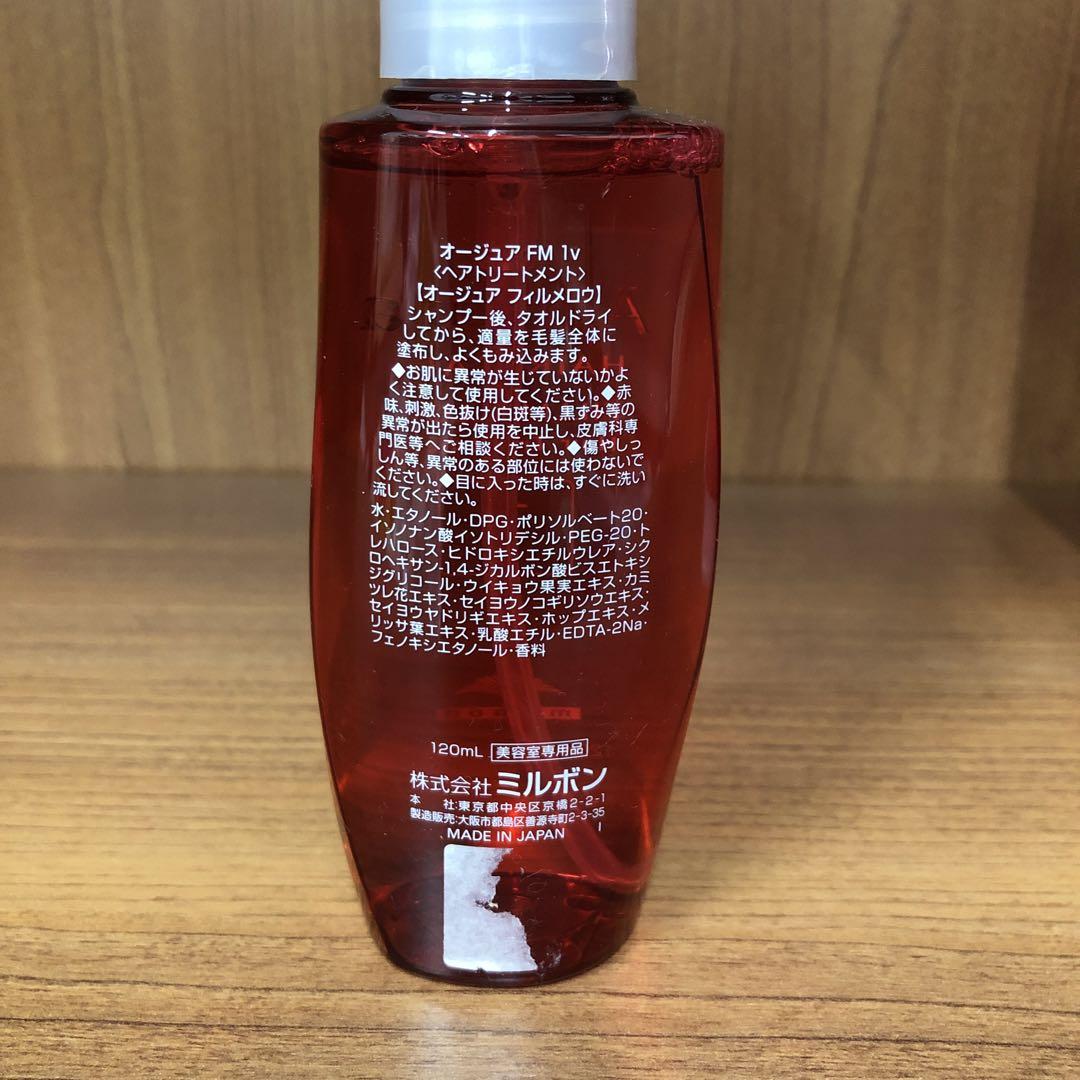 オージュア FM 1v
〈ヘアトリートメント〉
【オージュア フィルメロウ】
シャンプー後、タオルドライ
してから、適量を毛髪全体に
塗布し、よくもみ込みます。
◆お肌に異常が生じていないかよ
く注意して使用してください。◆赤
味、刺激、色抜け(白斑等)、黒ずみ等の
異常が出たら使用を中止し、皮膚科専
門医等へご相談ください。◆傷やしっ
しん等、異常のある部位には使わないで
ください。◆目に入った時は、すぐに洗い
流してください。
水・エタノール・DPG・ポリソルベート20・
イソノナン酸イソトリデシル・PEG-20・ト
レハロース・ヒドロキシエチルウレア・シク
ロヘキサン-1,4-ジカルボン酸ビスエトキシ
ジグリコール・ウイキョウ果実エキス・カミ
ツレ花エキス・セイヨウノコギリソウエキス・
セイヨウヤドリギエキス・ホップエキス・メ
リッサ葉エキス・乳酸エチル・EDTA-2Na・
フェノキシエタノール・香料
120mL 美容室専用品
株式会社 ミルボン
本 社:東京都中央区京橋2-2-1
製造販売:大阪市都島区善源寺町2-3-35
MADE IN JAPAN I